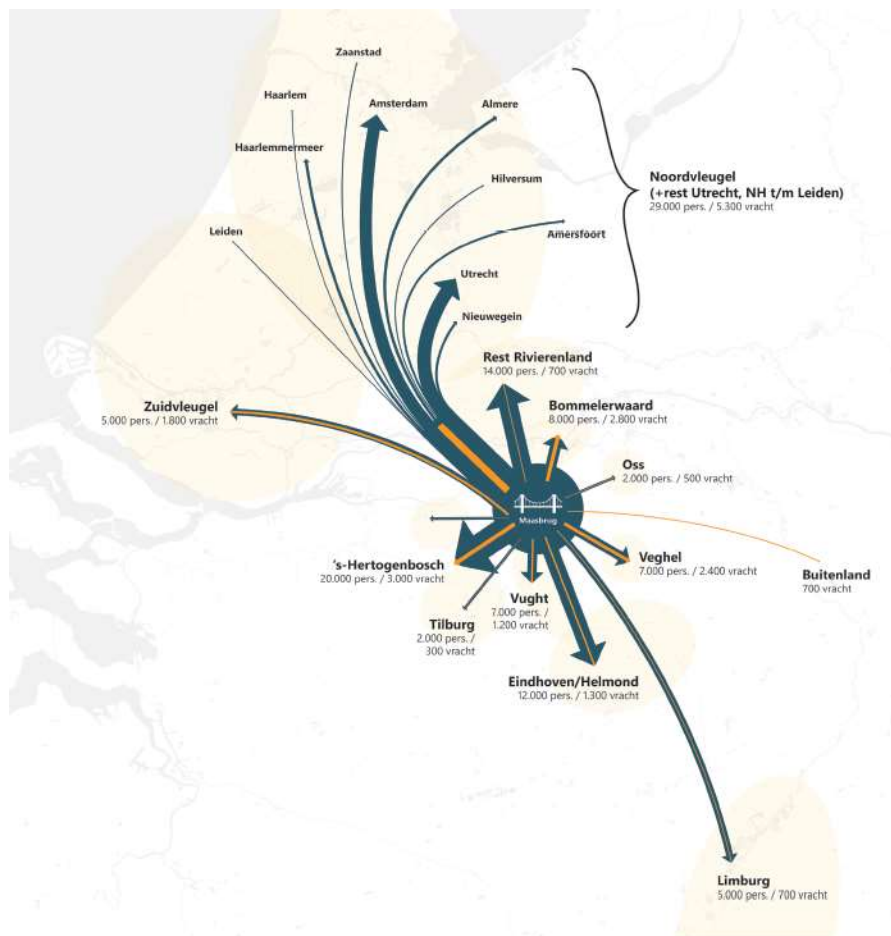 Zaanstad
Haarlem
Amsterdam
Almere
Haarlemmermeer
Hilversum
Noordvleugel
(+rest Utrecht, NH t/m Leiden)
29.000 pers. / 5.300 vracht
Leiden
Amersfoort
Utrecht
Nieuwegein
Rest Rivierenland
14.000 pers. / 700 vracht
Zuidvleugel
5.000 pers. / 1.800 vracht
Bommelerwaard
8.000 pers. / 2.800 vracht
Oss
2.000 pers. / 500 vracht
Maasbrug
's-Hertogenbosch
20.000 pers. / 3.000 vracht
Veghel
7.000 pers. / 2.400 vracht
Buitenland
700 vracht
Vught
7.000 pers. /
1.200 vracht
Tilburg
2.000 pers. /
300 vracht
Eindhoven/Helmond
12.000 pers. / 1.300 vracht
Limburg
5.000 pers. / 700 vracht